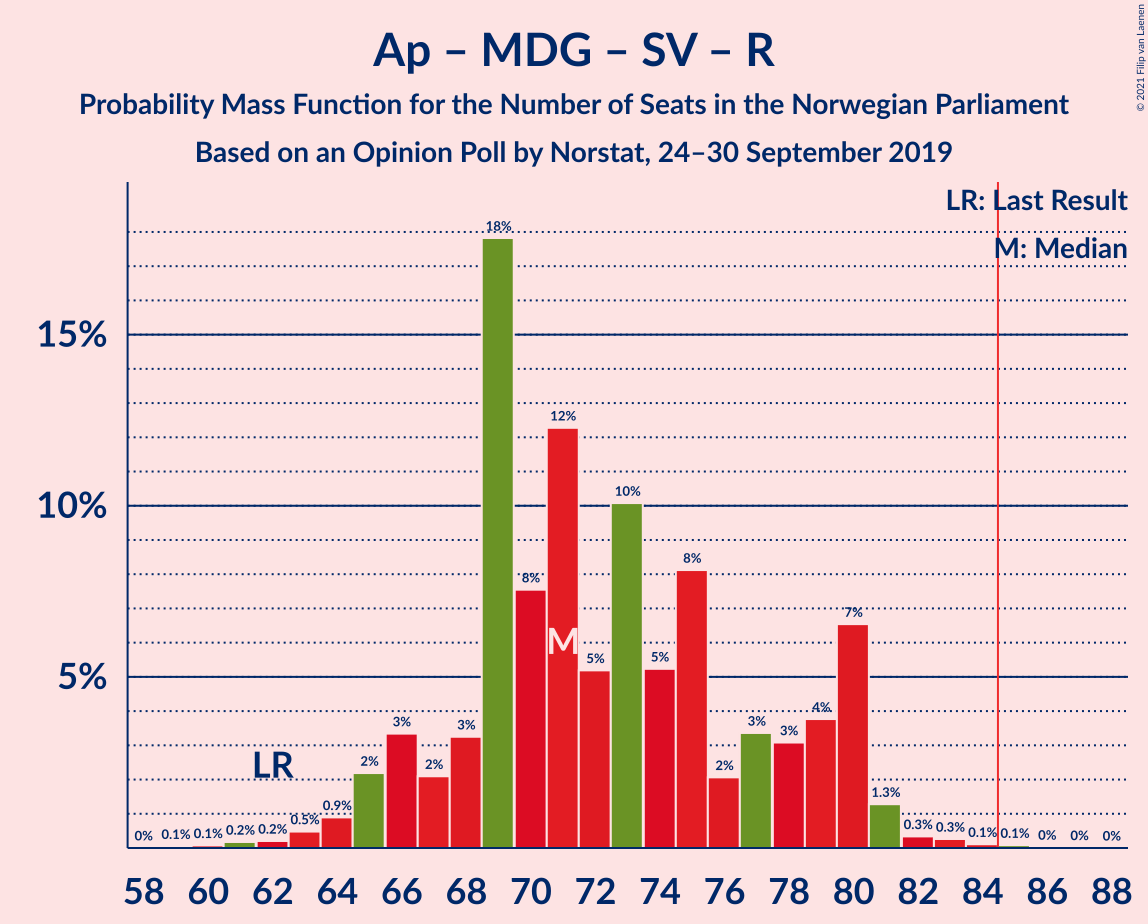 Ap – MDG – SV – R
Probability Mass Function for the Number of Seats in the Norwegian Parliament
Based on an Opinion Poll by Norstat, 24–30 September 2019
© 2021 Filip van Laenen
LR: Last Result
M: Median
15%
10%
5%
0% 0.1% 0.1% 0.2% 0.2% 0.5% 0.9% 2% 3% 2% 3% 18% 8% 12% 5% 10% 5% 8% 2% 3% 3% 4% 7% 1.3% 0.3% 0.3% 0.1% 0.1% 0% 0% 0%
LR
M
58 60 62 64 66 68 70 72 74 76 78 80 82 84 86 88